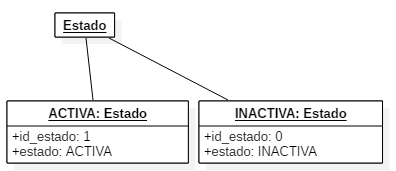 Estado
ACTIVA: Estado
+id_estado: 1
+estado: ACTIVA
INACTIVA: Estado
+id_estado: 0
+estado: INACTIVA